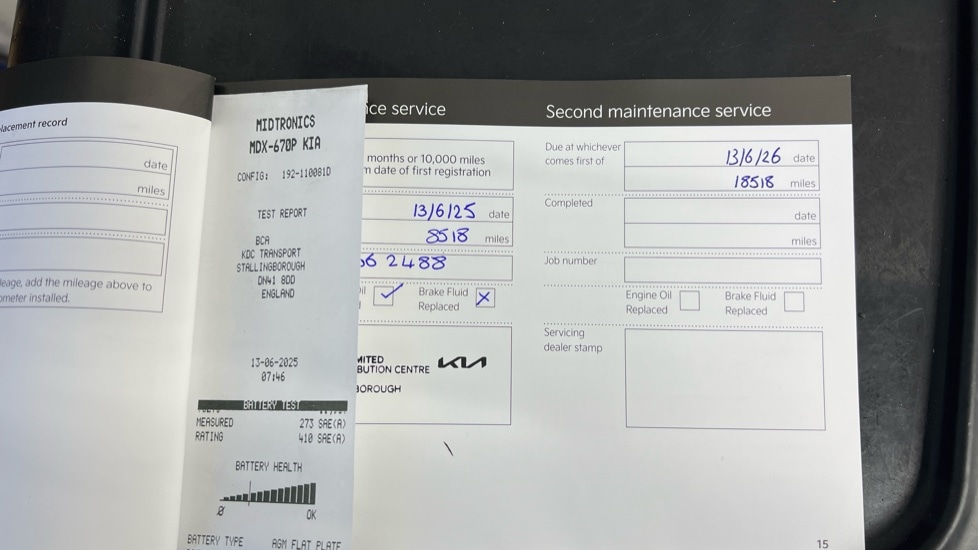 lacement record
date
miles
leage, add the mileage above to
ometer installed.
MIDTRONICS
MDX-670P KIA
CONFIG: 192-110081D
TEST REPORT
BCA
KDC TRANSPORT
STALLINGBOROUGH
DN41 8DD
ENGLAND
13-06-2025
07:46
BATTERY TEST
MEASURED 273 SAE(A)
RATING 410 SAE(A)
BATTERY HEALTH
0 OK
BATTERY TYPE AGM FLAT PLATE
ce service
months or 10,000 miles
m date of first registration
13/6/25 date
8518 miles
62488
Brake Fluid
Replaced
MITED
BUTION CENTRE KIA
BOROUGH
Second maintenance service
Due at whichever
comes first of
13/6/26 date
18518 miles
Completed
date
miles
Job number
Engine Oil
Replaced
Brake Fluid
Replaced
Servicing
dealer stamp
15